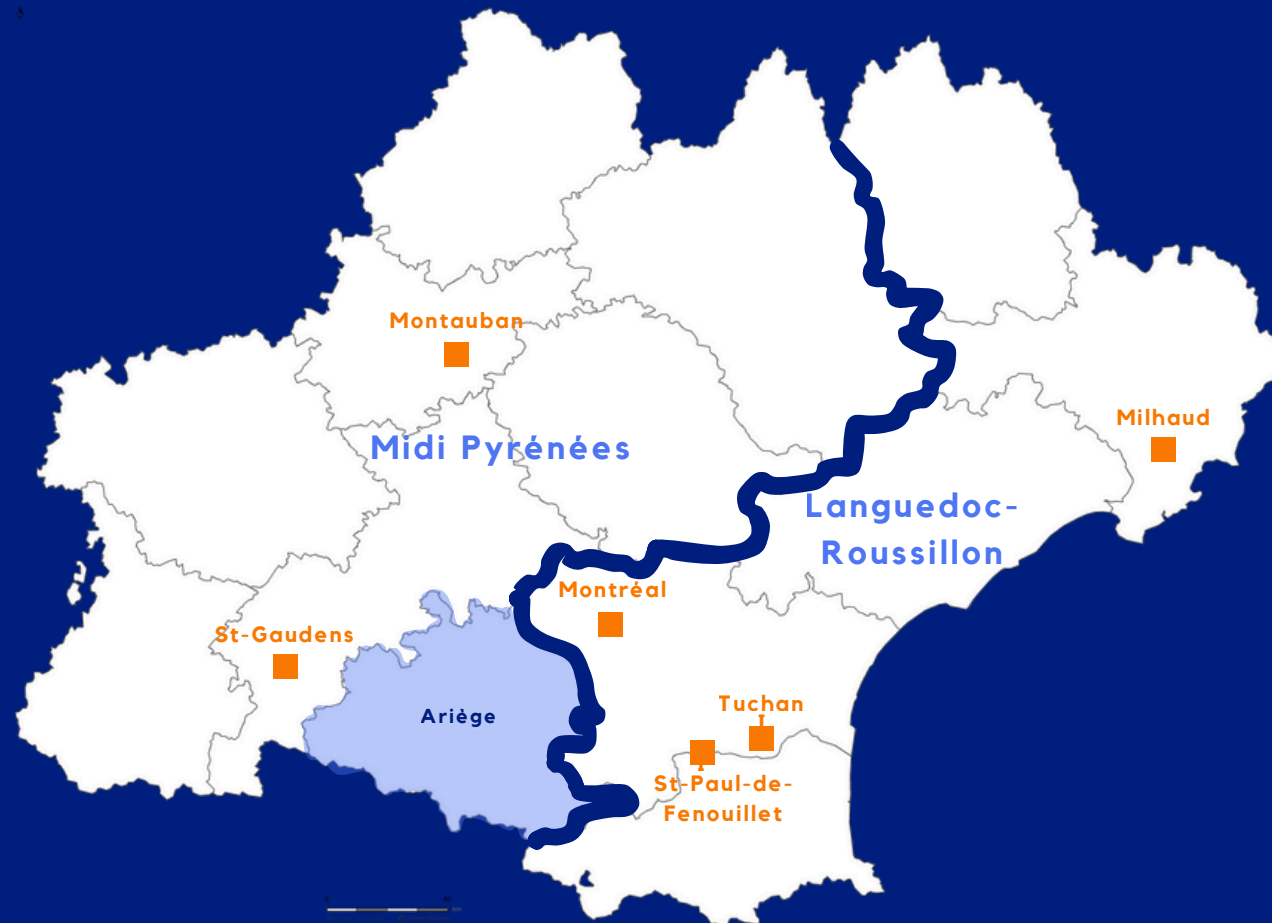 Montauban
Midi Pyrénées
Milhaud
Languedoc-
Roussillon
Montréal
St-Gaudens
Ariège
Tuchan
St-Paul-de-
Fenouillet